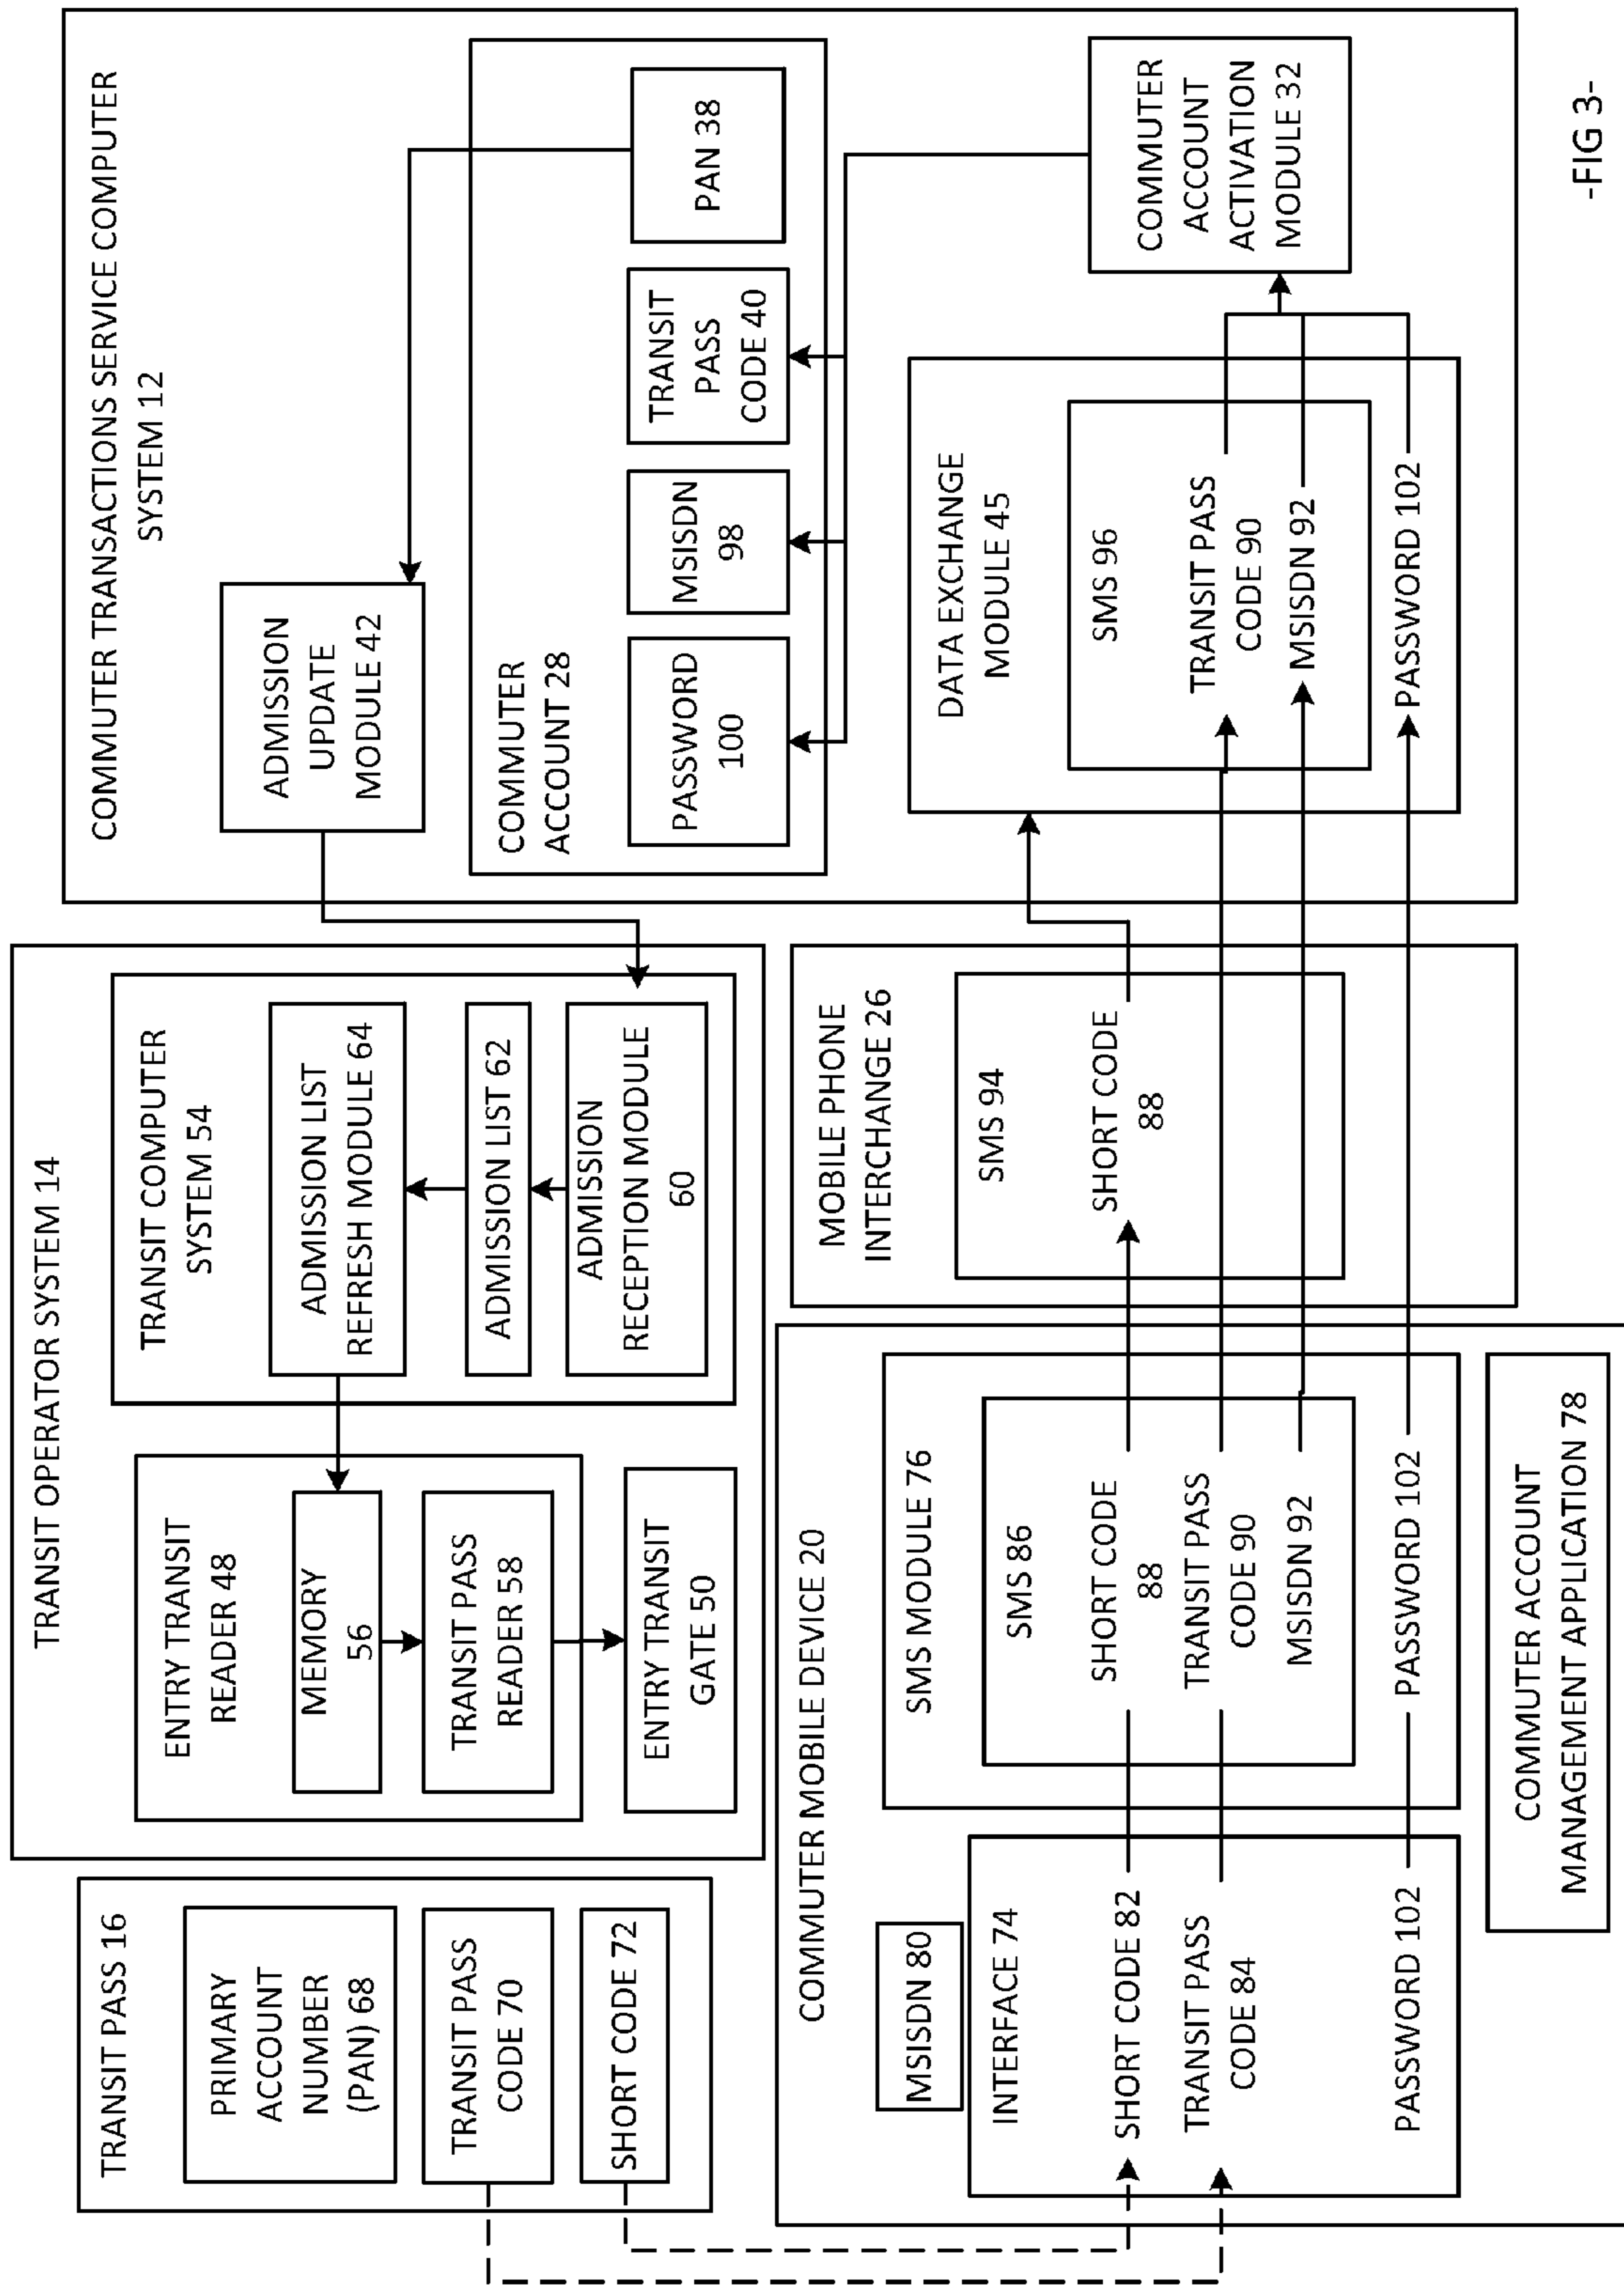 TRANSIT PASS 16
PRIMARY
ACCOUNT
NUMBER
(PAN) 68
TRANSIT PASS
CODE 70
SHORT CODE 72
TRANSIT OPERATOR SYSTEM 14
ENTRY TRANSIT
READER 48
MEMORY
56
TRANSIT PASS
READER 58
ENTRY TRANSIT
GATE 50
TRANSIT COMPUTER
SYSTEM 54
ADMISSION LIST
REFRESH MODULE 64
ADMISSION LIST 62
ADMISSION
RECEPTION MODULE
60
COMMUTER TRANSACTIONS SERVICE COMPUTER
SYSTEM 12
ADMISSION
UPDATE
MODULE 42
COMMUTER
ACCOUNT 28
PASSWORD
100
MSISDN
98
TRANSIT
PASS
CODE 40
PAN 38
COMMUTER MOBILE DEVICE 20
MSISDN 80
INTERFACE 74
SHORT CODE 82
TRANSIT PASS
CODE 84
PASSWORD 102
SMS MODULE 76
SMS 86
SHORT CODE
88
TRANSIT PASS
CODE 90
MSISDN 92
PASSWORD 102
COMMUTER ACCOUNT
MANAGEMENT APPLICATION 78
MOBILE PHONE
INTERCHANGE 26
SMS 94
SHORT CODE
88
DATA EXCHANGE
MODULE 45
SMS 96
TRANSIT PASS
CODE 90
MSISDN 92
PASSWORD 102
COMMUTER
ACCOUNT
ACTIVATION
MODULE 32
-FIG 3-